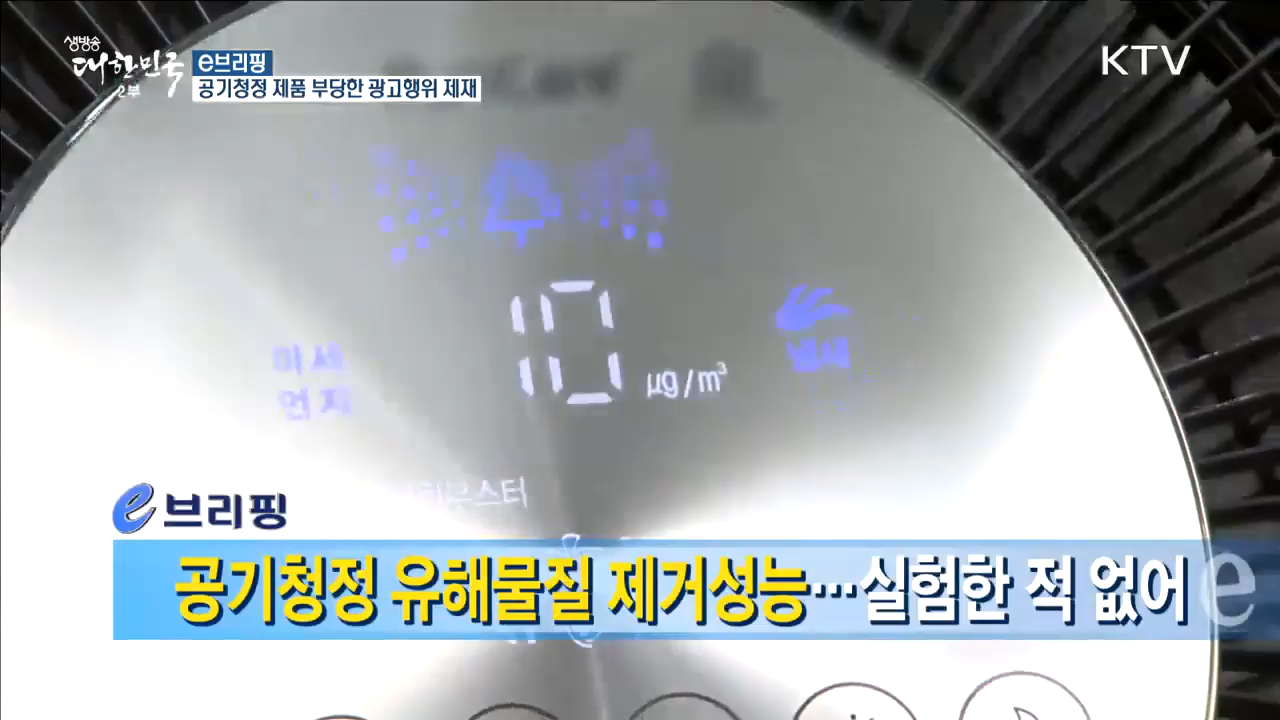 생방송
대한민국
2부
e브리핑
공기청정 제품 부당한 광고행위 제재
KTV
10 µg/m³
미세
먼지
냄새
부스터
e브리핑
공기청정 유해물질 제거성능…실험한 적 없어
e